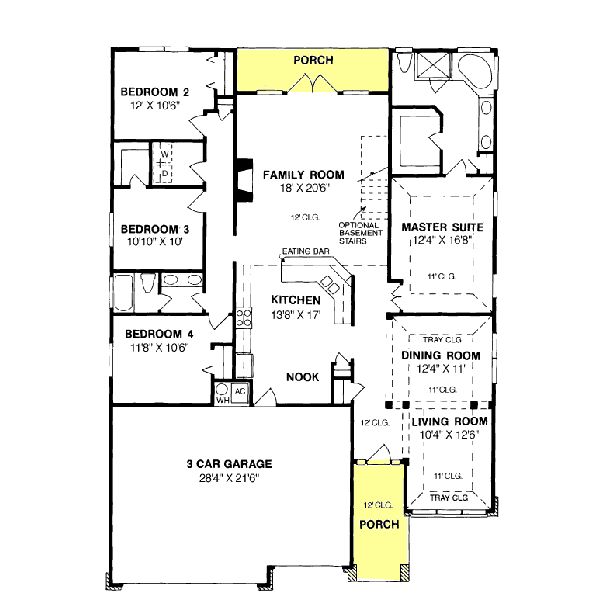 PORCH
BEDROOM 2
12' X 10'6"
W
D
FAMILY ROOM
18' X 20'6"
12' CLG.
OPTIONAL
BASEMENT
STAIRS
BEDROOM 3
10'10" X 10'
MASTER SUITE
12'4" X 16'8"
11' CLG.
EATING BAR
KITCHEN
13'8" X 17'
BEDROOM 4
11'8" X 10'6"
TRAY CLG
DINING ROOM
12'4" X 11'
11' CLG.
NOOK
WH
AC
12' CLG.
LIVING ROOM
10'4" X 12'6"
11' CLG.
TRAY CLG
3 CAR GARAGE
28'4" X 21'6"
12' CLG.
PORCH